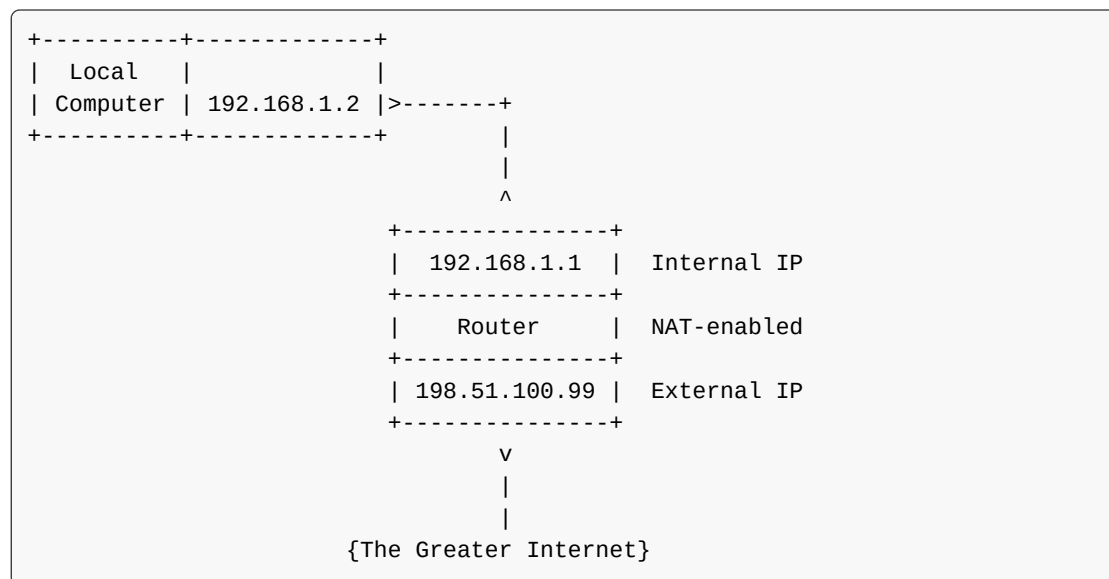 +----------+-------------+
|  Local   |             |
| Computer | 192.168.1.2 |>-------+
+----------+-------------+        |
                                  |
                                  ^
                          +---------------+
                          |  192.168.1.1  |  Internal IP
                          +---------------+
                          |    Router     |  NAT-enabled
                          +---------------+
                          | 198.51.100.99 |  External IP
                          +---------------+
                                  v
                                  |
                                  |
                       {The Greater Internet}